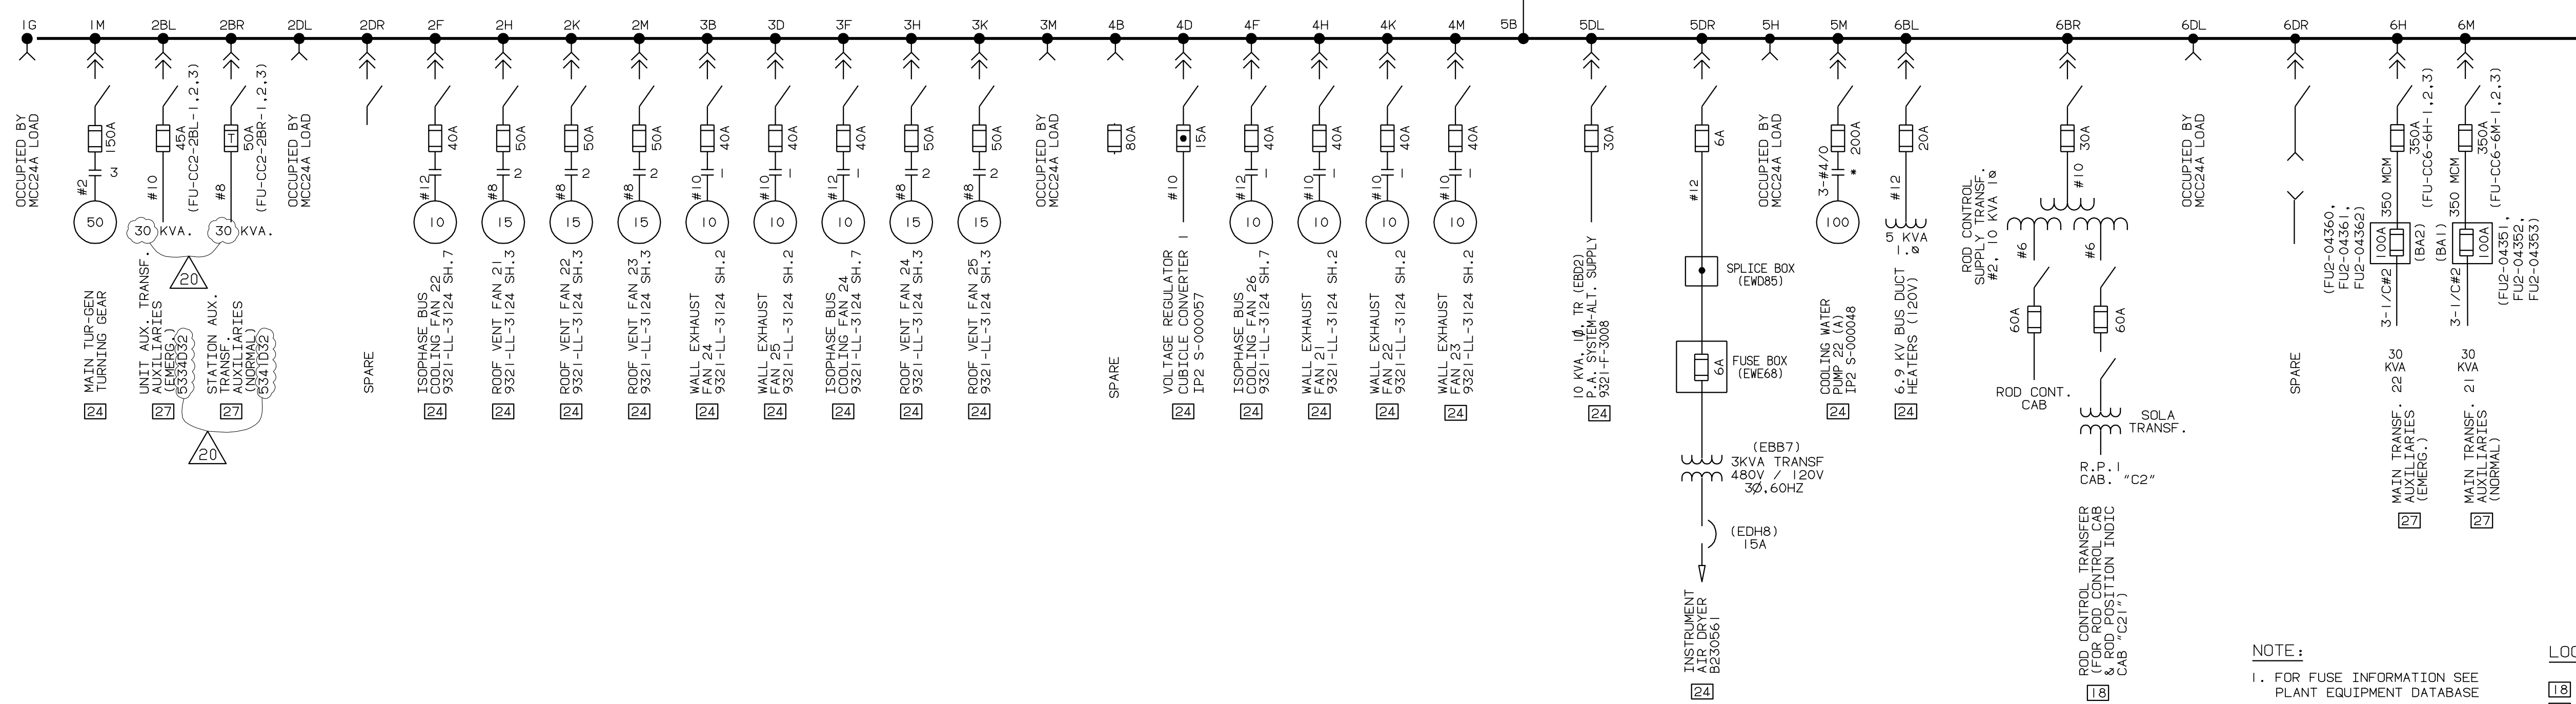 1G 1M 2BL 2BR 2DL 2DR 2F 2H 2K 2M 3B 3D 3F 3H 3K 3M 4B 4D 4F 4H 4K 4M 5B 5DL 5DR 5H 5M 6BL 6BR 6DL 6DR 6H 6M
OCCUPIED BY
MCC24A LOAD
150A
3
#2
50
MAIN TUR-GEN
TURNING GEAR
24
45A
(FU-CC2-2BL-1,2,3)
#10
30 KVA.
UNIT AUX. TRANSF.
AUXILIARIES
(EMERG.)
5334D32
27
50A
(FU-CC2-2BR-1,2,3)
#8
30 KVA.
STATION AUX.
TRANSF.
AUXILIARIES
(NORMAL)
5341D32
27
20
20
OCCUPIED BY
MCC24A LOAD
SPARE
40A
#12
10
ISOPHASE BUS
COOLING FAN 22
9321-LL-3124 SH.7
24
50A
2
#8
15
ROOF VENT FAN 21
9321-LL-3124 SH.3
24
50A
2
#8
15
ROOF VENT FAN 22
9321-LL-3124 SH.3
24
50A
2
#8
15
ROOF VENT FAN 23
9321-LL-3124 SH.3
24
40A
1
#10
10
WALL EXHAUST
FAN 24
9321-LL-3124 SH.2
24
40A
1
#10
10
WALL EXHAUST
FAN 25
9321-LL-3124 SH.2
24
40A
1
#12
10
ISOPHASE BUS
COOLING FAN 24
9321-LL-3124 SH.7
24
50A
2
#8
15
ROOF VENT FAN 24
9321-LL-3124 SH.3
24
50A
2
#8
15
ROOF VENT FAN 25
9321-LL-3124 SH.3
24
OCCUPIED BY
MCC24A LOAD
80A
SPARE
15A
#10
VOLTAGE REGULATOR
CUBICLE CONVERTER 1
IP2 S-000057
24
40A
1
#12
10
ISOPHASE BUS
COOLING FAN 26
9321-LL-3124 SH.7
24
40A
1
#10
10
WALL EXHAUST
FAN 21
9321-LL-3124 SH.2
24
40A
1
#10
10
WALL EXHAUST
FAN 22
9321-LL-3124 SH.2
24
40A
1
#10
10
WALL EXHAUST
FAN 23
9321-LL-3124 SH.2
24
30A
10 KVA, 1Ø, TR (EBD2)
P.A. SYSTEM-ALT. SUPPLY
9321-F-3008
24
6A
#12
SPLICE BOX
(EWD85)
6A
FUSE BOX
(EWE68)
(EBB7)
3KVA TRANSF
480V / 120V
3Ø,60HZ
(EDH8)
15A
INSTRUMENT
AIR DRYER
B230561
24
OCCUPIED BY
MCC24A LOAD
200A
*
3-#4/0
100
COOLING WATER
PUMP 22 (A)
IP2 S-000048
24
20A
#12
5 KVA
1.Ø
6.9 KV BUS DUCT
HEATERS (120V)
24
30A
#10
ROD CONTROL
SUPPLY TRANSF.
#2, 10 KVA 1Ø
#6
60A
ROD CONT.
CAB
#6
60A
SOLA
TRANSF.
R.P.I
CAB. "C2"
ROD CONTROL TRANSFER
(FOR ROD CONTROL CAB
& ROD POSITION INDIC
CAB "C21")
18
OCCUPIED BY
MCC24A LOAD
SPARE
350A
(FU-CC6-6H-1,2,3)
350 MCM
100A
(BA2)
(FU2-04360,
FU2-04361,
FU2-04362)
3-1/C#2
30
KVA
MAIN TRANSF. 22
AUXILIARIES
(EMERG.)
27
350A
(FU-CC6-6M-1,2,3)
350 MCM
100A
(BA1)
(FU2-04351,
FU2-04352,
FU2-04353)
3-1/C#2
30
KVA
MAIN TRANSF. 21
AUXILIARIES
(NORMAL)
27
NOTE:
1. FOR FUSE INFORMATION SEE
PLANT EQUIPMENT DATABASE
18